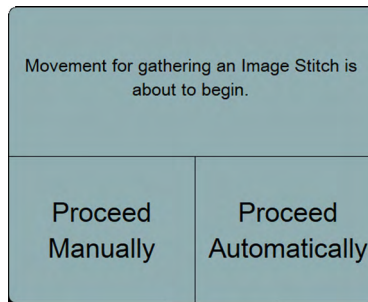 Movement for gathering an Image Stitch is
about to begin.
Proceed
Manually
Proceed
Automatically